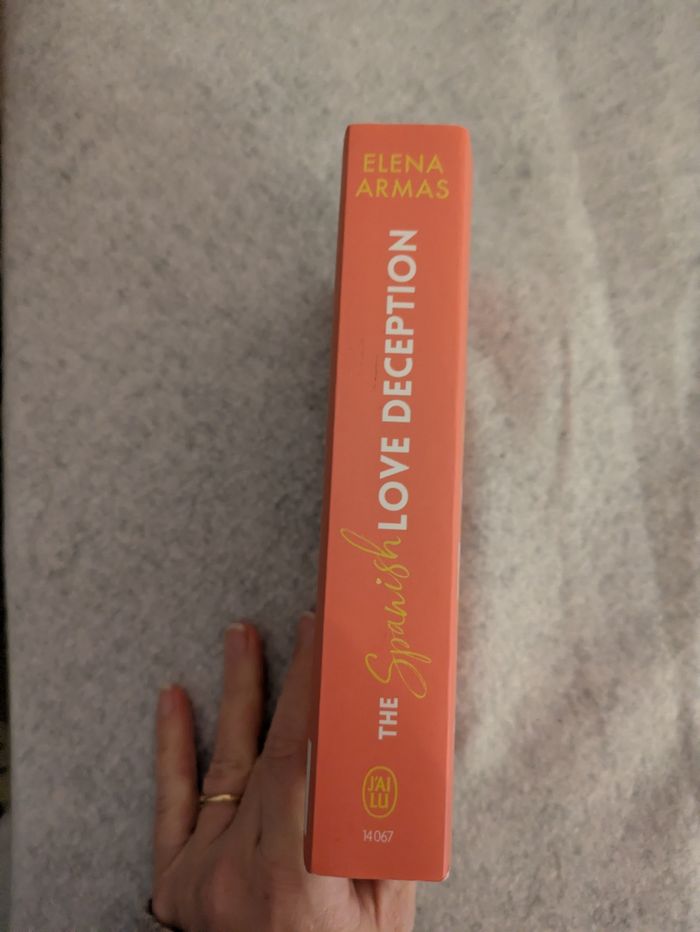 ELENA
ARMAS
THE Spanish LOVE DECEPTION
J'AI
LU
14067